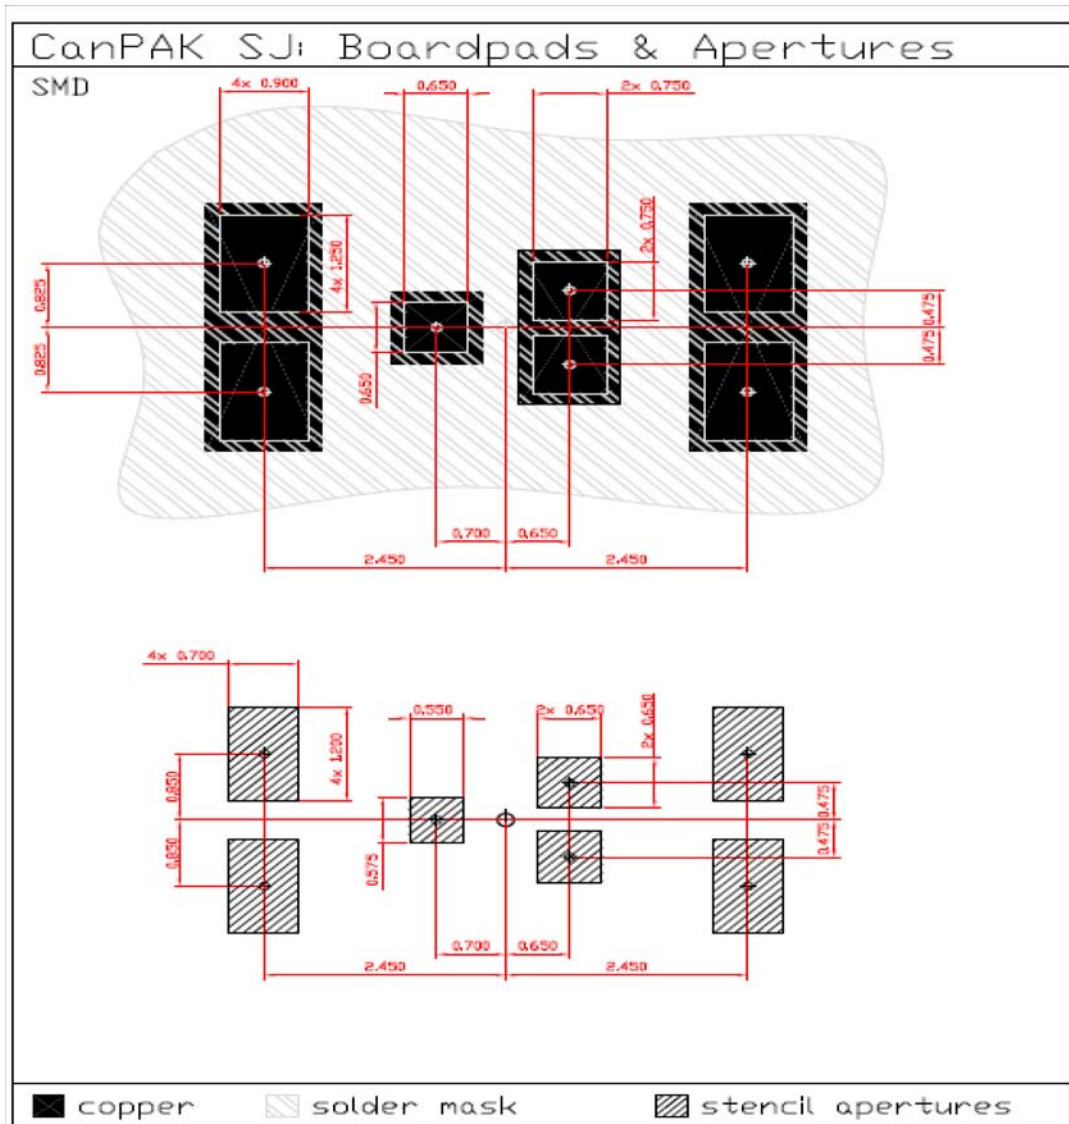 CanPAK SJ: Boardpads & Apertures
SMD
4x 0.900
0.650
2x 0.750
4x 1.250
2x 0.750
0.825
0.825
0.650
0.475
0.475
0.700
0.650
2.450
2.450
4x 0.700
0.550
2x 0.650
2x 0.650
4x 1.200
0.850
0.850
0.575
0.475
0.475
0.700
0.650
2.450
2.450
copper
solder mask
stencil apertures